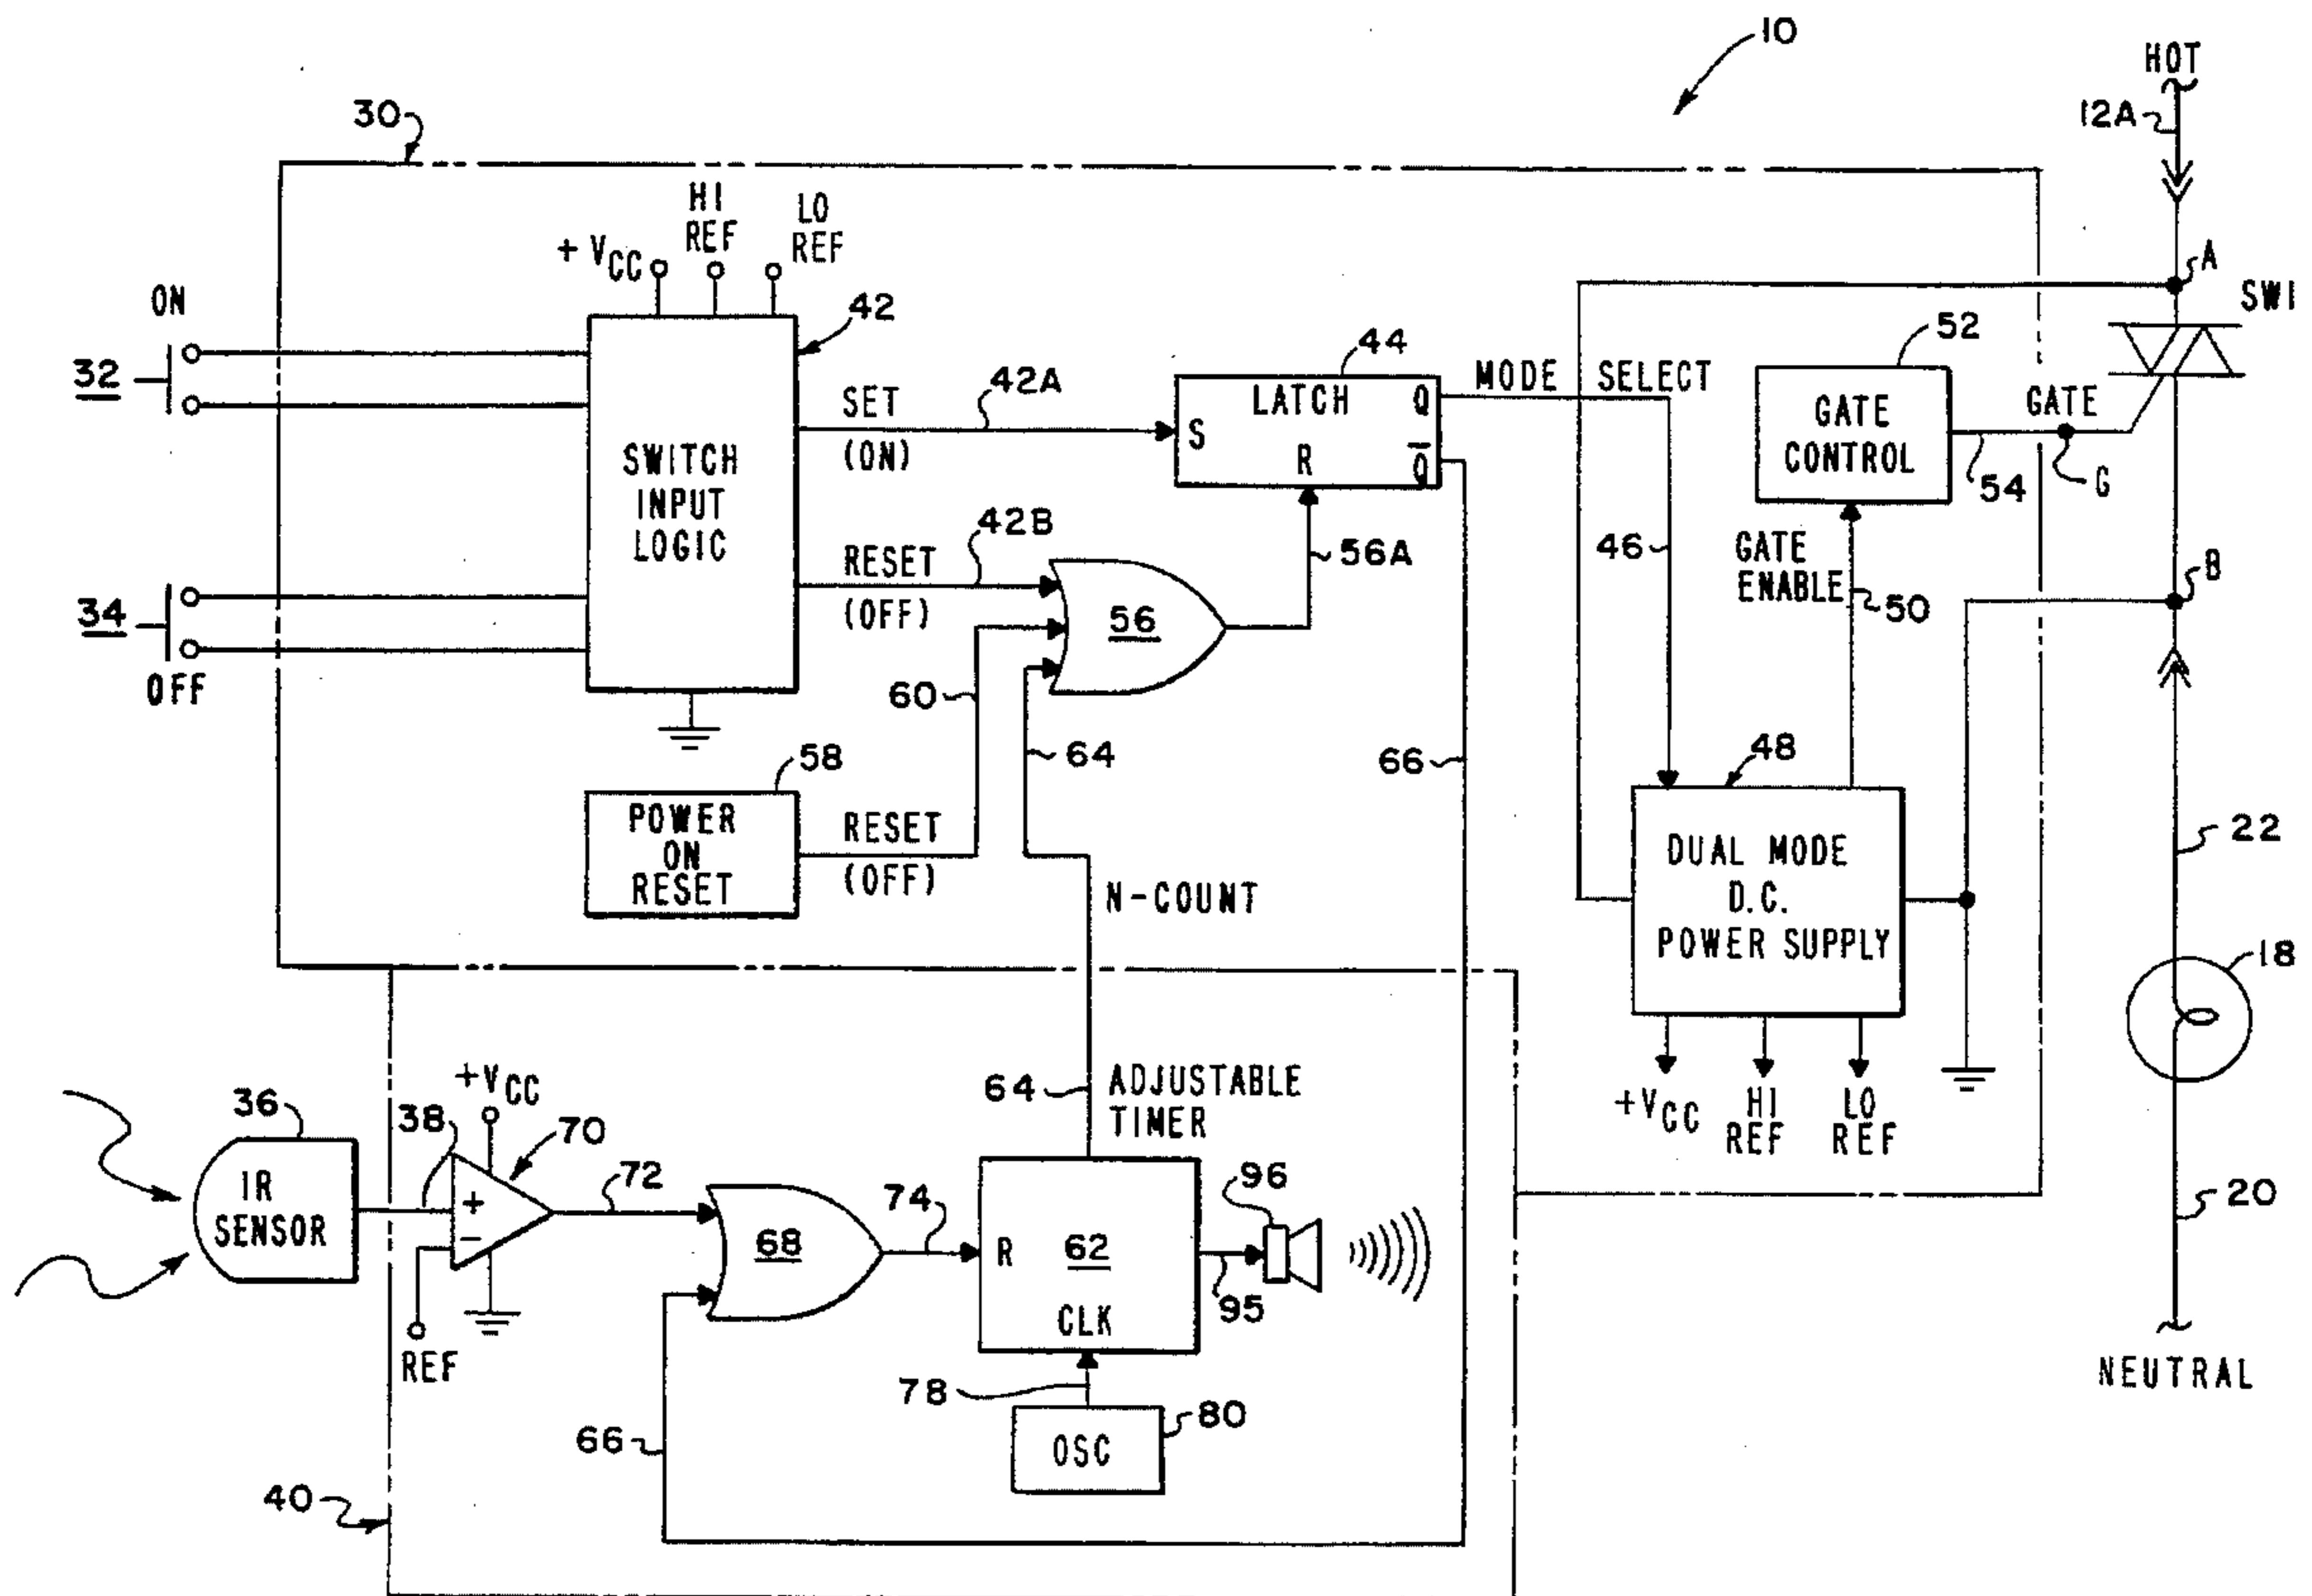 10
HOT
12A
30
HI REF
LO REF
+ VCC
A
SW1
ON
42
32
44
52
42A
SET
(ON)
LATCH
S
R
Q
Q̅
MODE SELECT
GATE CONTROL
GATE
54
G
SWITCH
INPUT
LOGIC
42B
RESET
(OFF)
56
56A
46
GATE
ENABLE
50
B
34
OFF
60
64
66
58
POWER
ON
RESET
RESET
(OFF)
N-COUNT
48
DUAL MODE
D.C.
POWER SUPPLY
22
18
+VCC
HI
REF
LO
REF
20
NEUTRAL
64
ADJUSTABLE
TIMER
36
IR
SENSOR
38
+VCC
70
+
−
REF
72
68
74
R
62
CLK
96
95
78
80
OSC
66
40